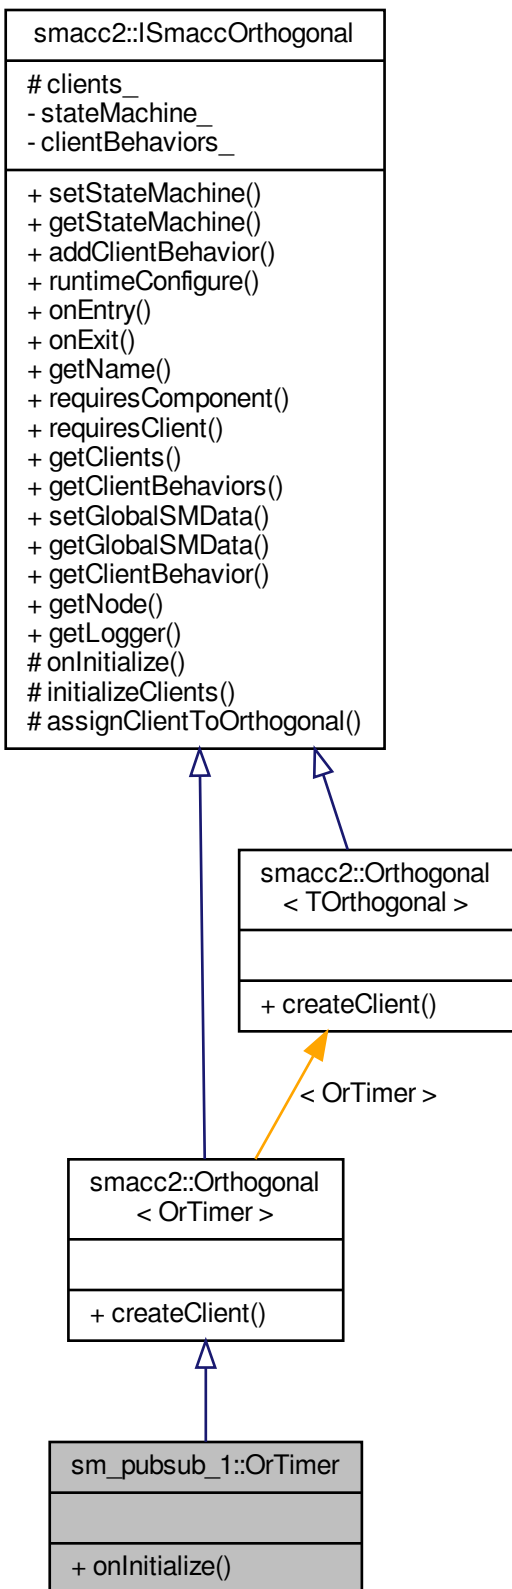 smacc2::ISmaccOrthogonal
# clients_
- stateMachine_
- clientBehaviors_
+ setStateMachine()
+ getStateMachine()
+ addClientBehavior()
+ runtimeConfigure()
+ onEntry()
+ onExit()
+ getName()
+ requiresComponent()
+ requiresClient()
+ getClients()
+ getClientBehaviors()
+ setGlobalSMData()
+ getGlobalSMData()
+ getClientBehavior()
+ getNode()
+ getLogger()
# onInitialize()
# initializeClients()
# assignClientToOrthogonal()
smacc2::Orthogonal
< TOrthogonal >
+ createClient()
< OrTimer >
smacc2::Orthogonal
< OrTimer >
+ createClient()
sm_pubsub_1::OrTimer
+ onInitialize()